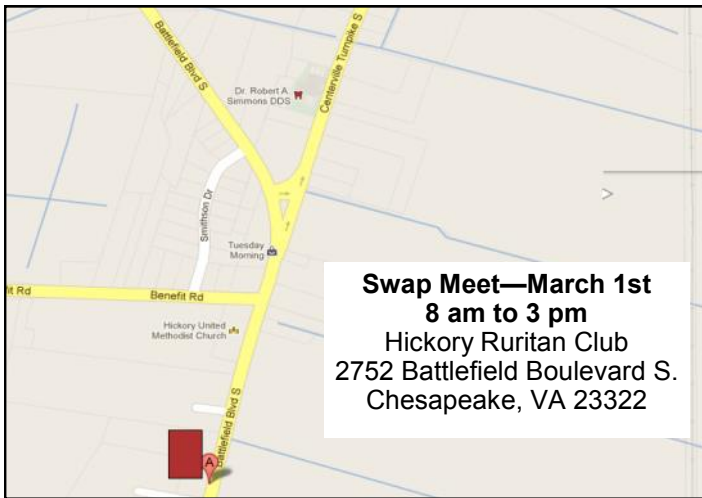 Battlefield Blvd S
Centerville Turnpike S
Dr. Robert A.
Simmons DDS
Smithson Dr
Tuesday
Morning
it Rd
Benefit Rd
Hickory United
Methodist Church
Battlefield Blvd S
A
>
Swap Meet—March 1st
8 am to 3 pm
Hickory Ruritan Club
2752 Battlefield Boulevard S.
Chesapeake, VA 23322